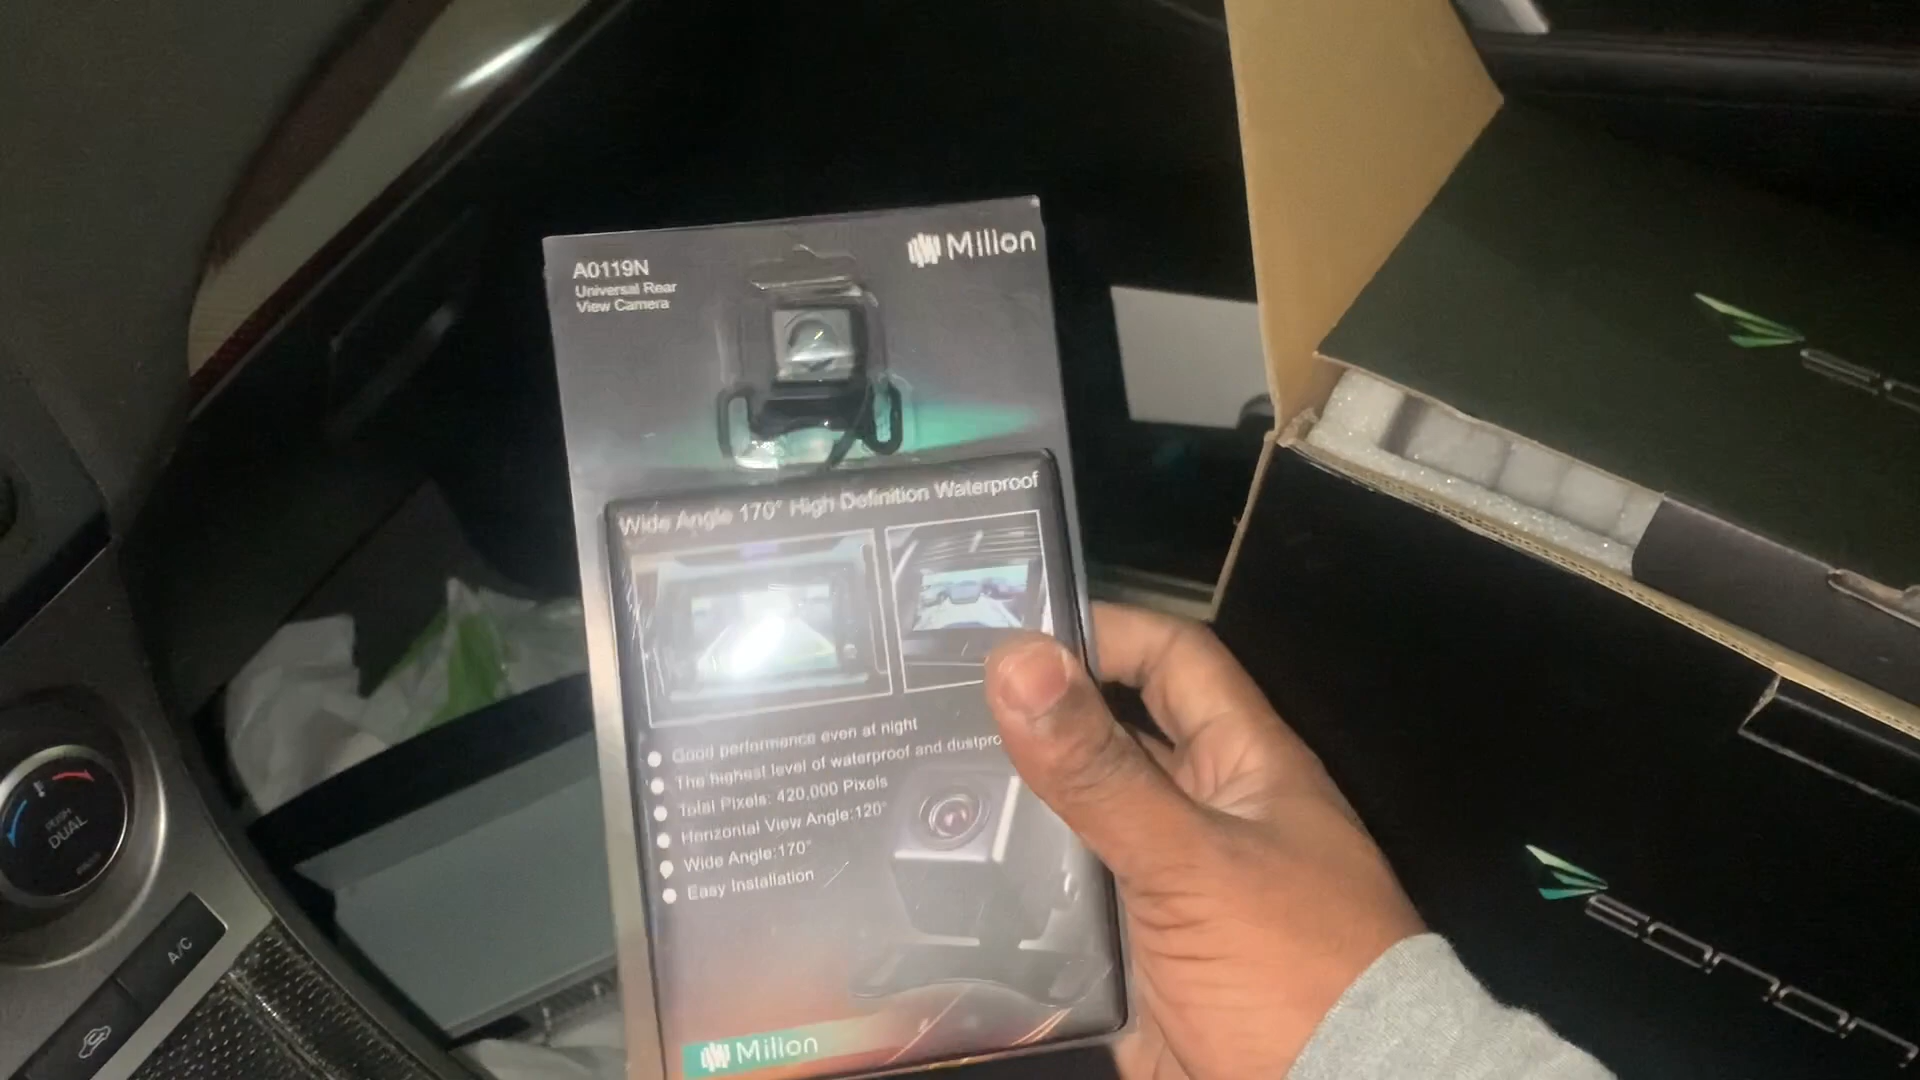 A0119N
Universal Rear
View Camera
Milion
Wide Angle 170° High Definition Waterproof
Good performance even at night
The highest level of waterproof and dustpro
Total Pixels: 420,000 Pixels
Horizontal View Angle:120°
Wide Angle:170°
Easy Installation
Milion
PUSH
DUAL
A/C